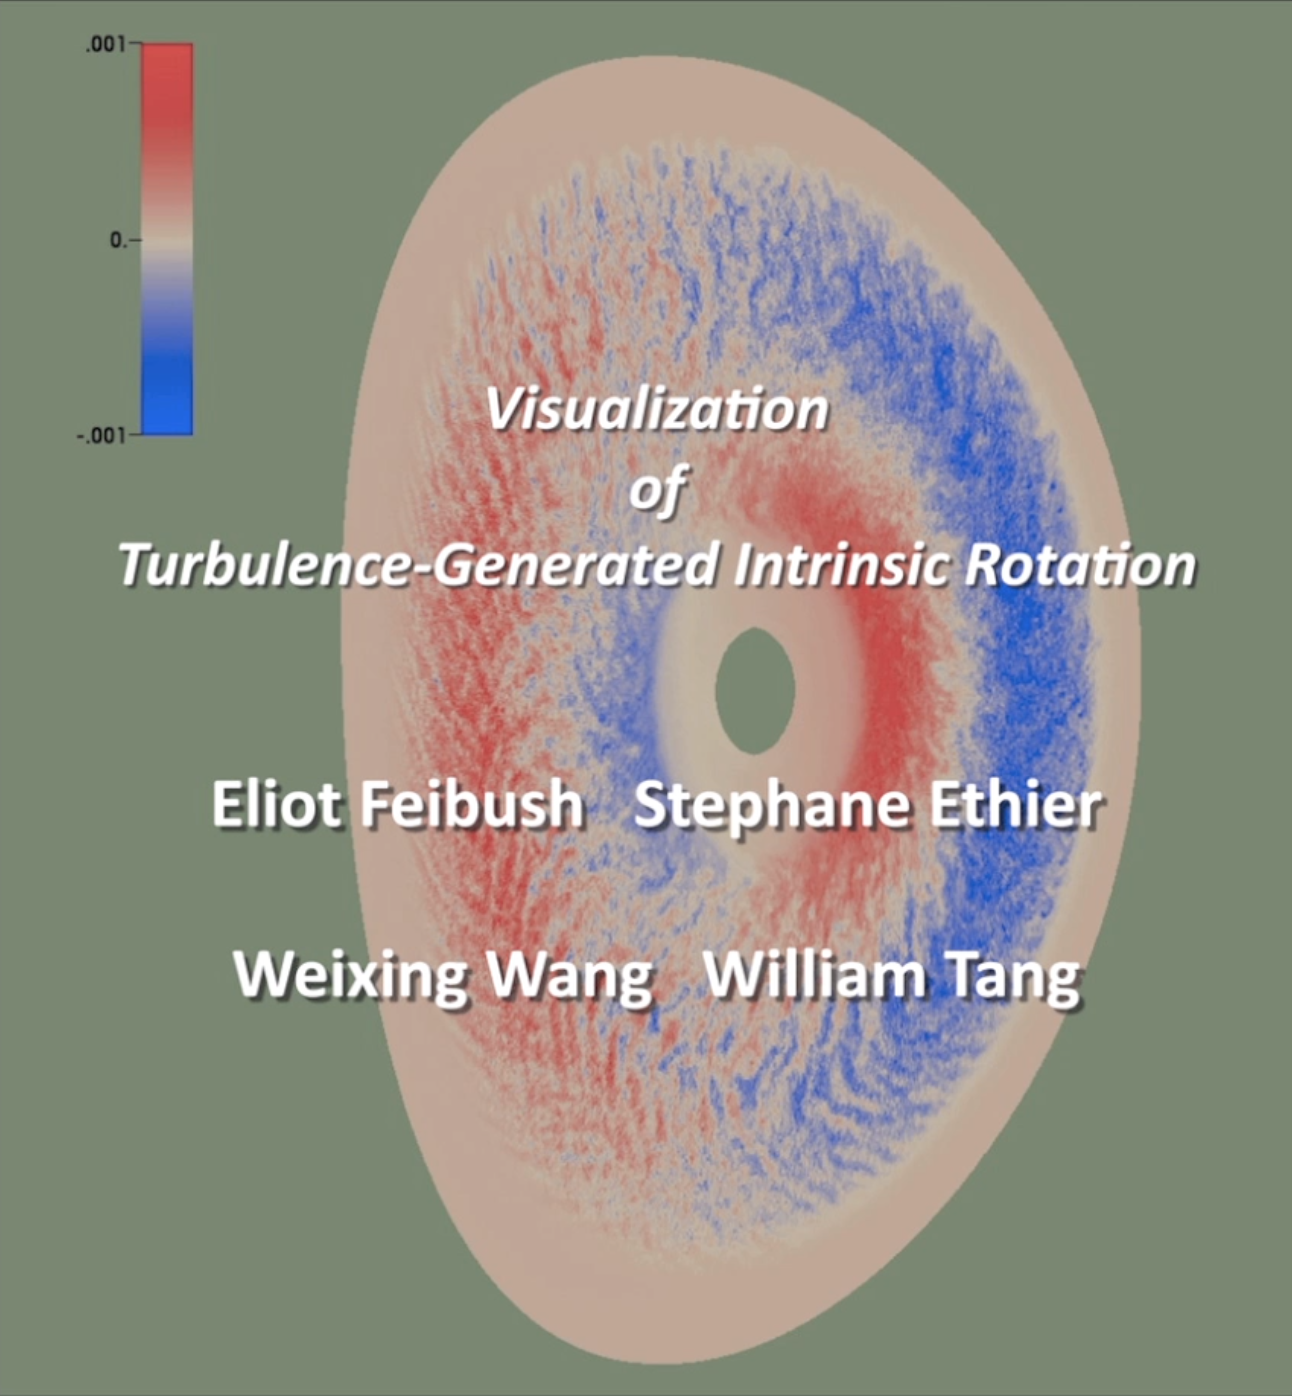 .001
0.
-.001
Visualization
of
Turbulence-Generated Intrinsic Rotation
Eliot Feibush Stephane Ethier
Weixing Wang William Tang